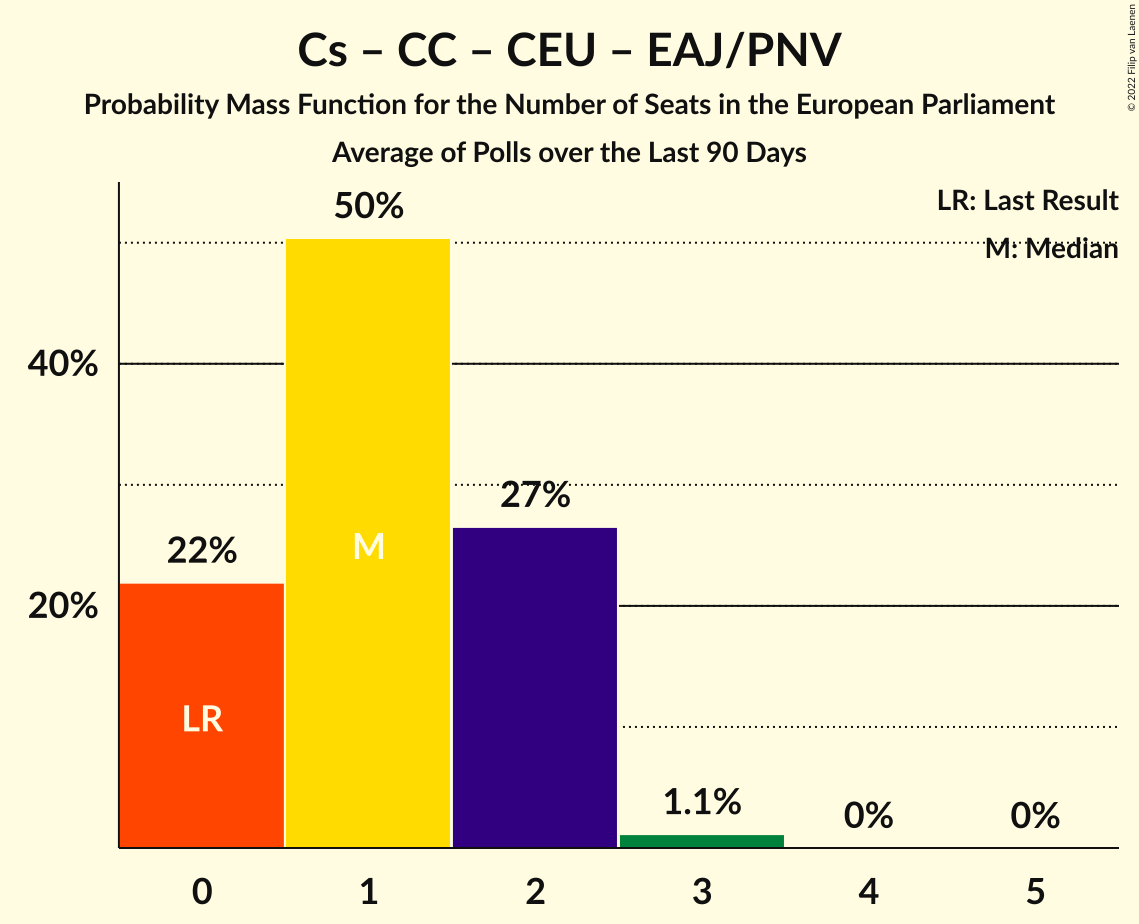 Cs – CC – CEU – EAJ/PNV
Probability Mass Function for the Number of Seats in the European Parliament
Average of Polls over the Last 90 Days
© 2022 Filip van Laenen
LR: Last Result
M: Median
50%
40%
27%
22%
M
20%
LR
1.1%
0%
0%
0
1
2
3
4
5